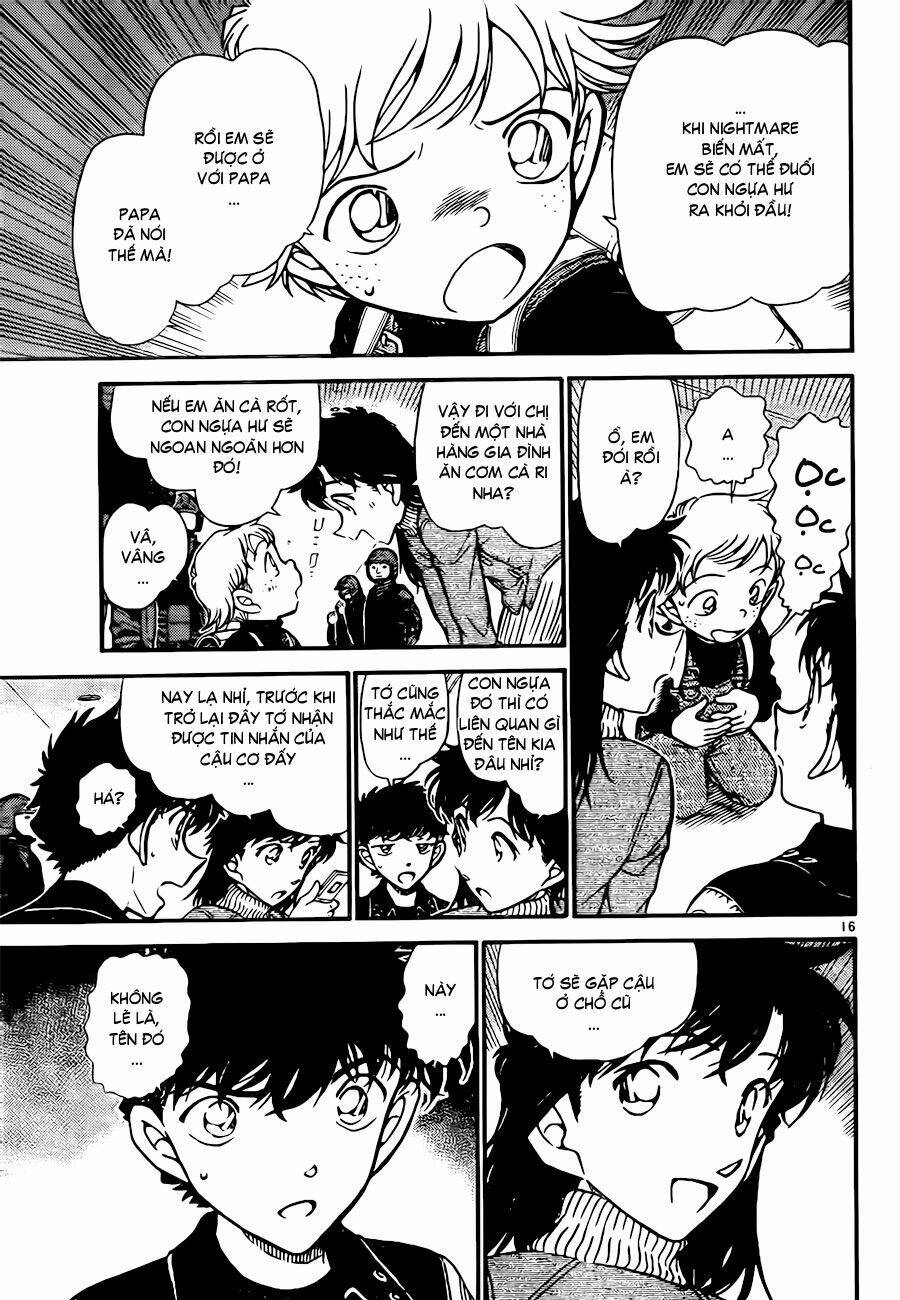 ...
KHI NIGHTMARE
BIẾN MẤT,
EM SẼ CÓ THỂ ĐUỔI
CON NGỰA HƯ
RA KHỎI ĐẦU!
RỒI EM SẼ
ĐƯỢC Ở
VỚI PAPA
...
PAPA
ĐÃ NÓI
THẾ MÀ!
ỌC
ỌC
ỌC
A
...
Ồ, EM
ĐÓI RỒI
À?
VẬY ĐI VỚI CHỊ
ĐẾN MỘT NHÀ
HÀNG GIA ĐÌNH
ĂN CƠM CÀ RI
NHA?
NẾU EM ĂN CÀ RỐT,
CON NGỰA HƯ SẼ
NGOAN NGOÃN HƠN
ĐÓ!
VÂ,
VÂNG
...
CON NGỰA
ĐÓ THÌ CÓ
LIÊN QUAN GÌ
ĐẾN TÊN KIA
ĐÂU NHỈ?
TỚ CŨNG
THẮC MẮC
NHƯ THẾ
...
NAY LẠ NHỈ, TRƯỚC KHI
TRỞ LẠI ĐÂY TỚ NHẬN
ĐƯỢC TIN NHẮN CỦA
CẬU CƠ ĐẤY
...
HÁ?
16
TỚ SẼ GẶP CẬU
Ở CHỖ CŨ
...
NÀY
KHÔNG
LẼ LÀ,
TÊN ĐÓ
...